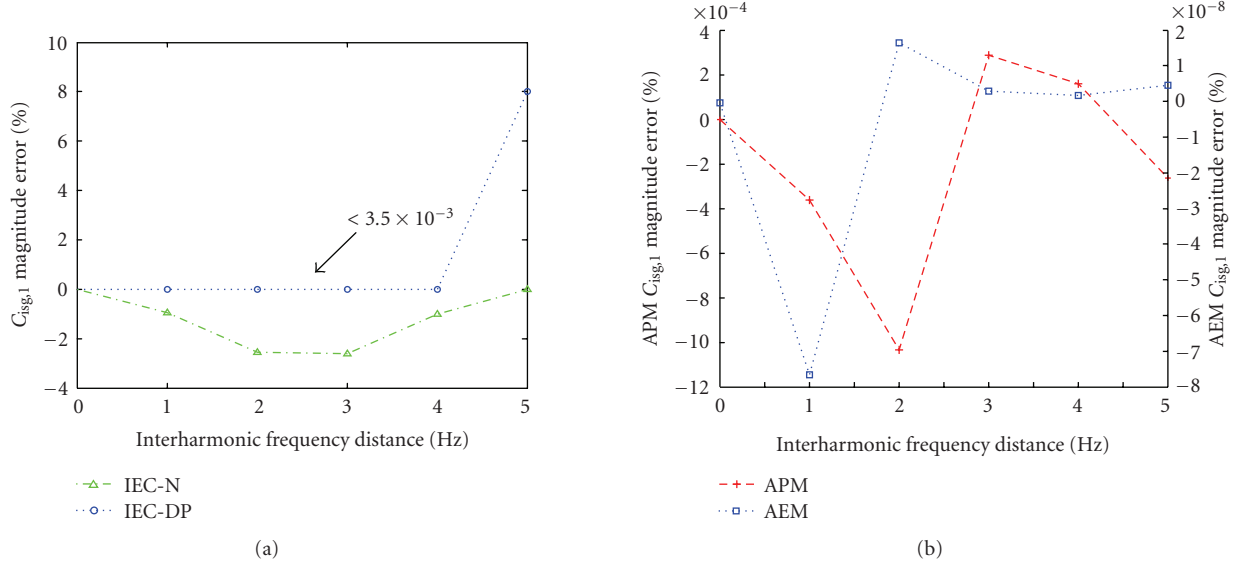 10
8
6
4
2
0
−2
−4
C_isg,1 magnitude error (%)
< 3.5 × 10^−3
0 1 2 3 4 5
Interharmonic frequency distance (Hz)
IEC-N
IEC-DP
(a)
×10^−4
4
2
0
−2
−4
−6
−8
−10
−12
APM C_isg,1 magnitude error (%)
×10^−8
2
1
0
−1
−2
−3
−4
−5
−6
−7
−8
AEM C_isg,1 magnitude error (%)
0 1 2 3 4 5
Interharmonic frequency distance (Hz)
APM
AEM
(b)